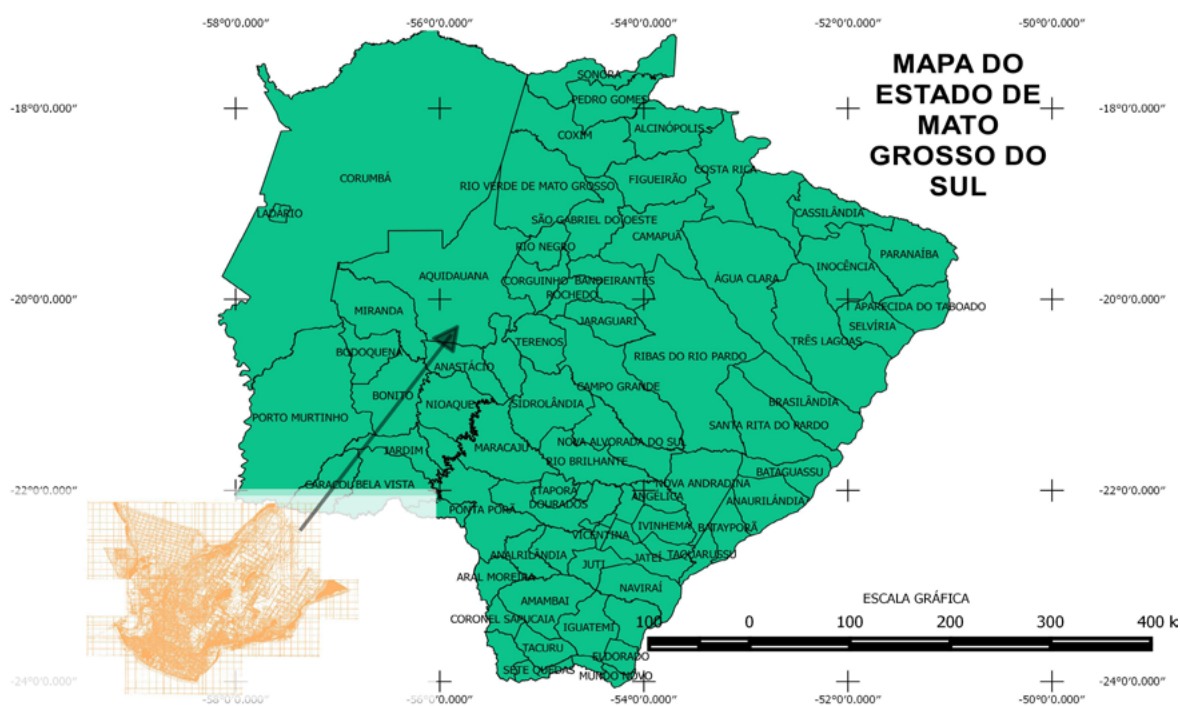 -58°0'0.000" -56°0'0.000" -54°0'0.000" -52°0'0.000" -50°0'0.000"
MAPA DO
ESTADO DE
MATO
GROSSO DO
SUL
SONORA
PEDRO GOMES
-18°0'0.000" -18°0'0.000"
COXIM ALCINÓPOLIS
COSTA RICA
CORUMBÁ RIO VERDE DE MATO GROSSO FIGUEIRÃO
LADÁRIO CASSILÂNDIA
SÃO GABRIEL DO OESTE
CAMAPUÃ
RIO NEGRO PARANAÍBA
INOCÊNCIA
AQUIDAUANA CORGUINHO BANDEIRANTES ÁGUA CLARA
ROCHEDO
-20°0'0.000" -20°0'0.000"
APARECIDA DO TABOADO
MIRANDA JARAGUARI SELVÍRIA
TERENOS TRÊS LAGOAS
BODOQUENA RIBAS DO RIO PARDO
ANASTÁCIO
CAMPO GRANDE
BONITO NIOAQUE SIDROLÂNDIA BRASILÂNDIA
PORTO MURTINHO SANTA RITA DO PARDO
JARDIM MARACAJU NOVA ALVORADA DO SUL
RIO BRILHANTE BATAGUASSU
CARACOL BELA VISTA NOVA ANDRADINA
-22°0'0.000" -22°0'0.000"
ITAPORÃ ANGÉLICA ANAURILÂNDIA
PONTA PORÃ DOURADOS
IVINHEMA BATAYPORÃ
VICENTINA
ANALRILÂNDIA JATEÍ TAQUARUSSU
JUTI
ARAL MOREIRA NAVIRAÍ
AMAMBAI ESCALA GRÁFICA
CORONEL SAPUCAIA IGUATEMI
100 0 100 200 300 400 k
TACURU ELDORADO
SETE QUEDAS MUNDO NOVO
-24°0'0.000" -24°0'0.000"
-58°0'0.000" -56°0'0.000" -54°0'0.000" -52°0'0.000" -50°0'0.000"